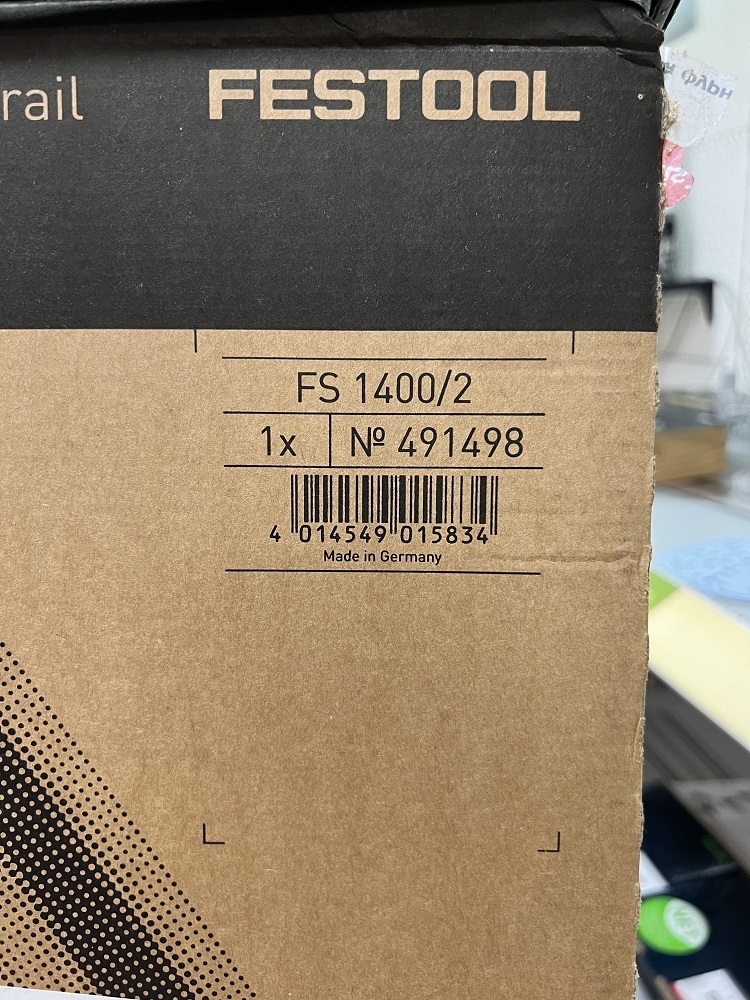 rail
FESTOOL
FS 1400/2
1x
№ 491498
4 014549 015834
Made in Germany